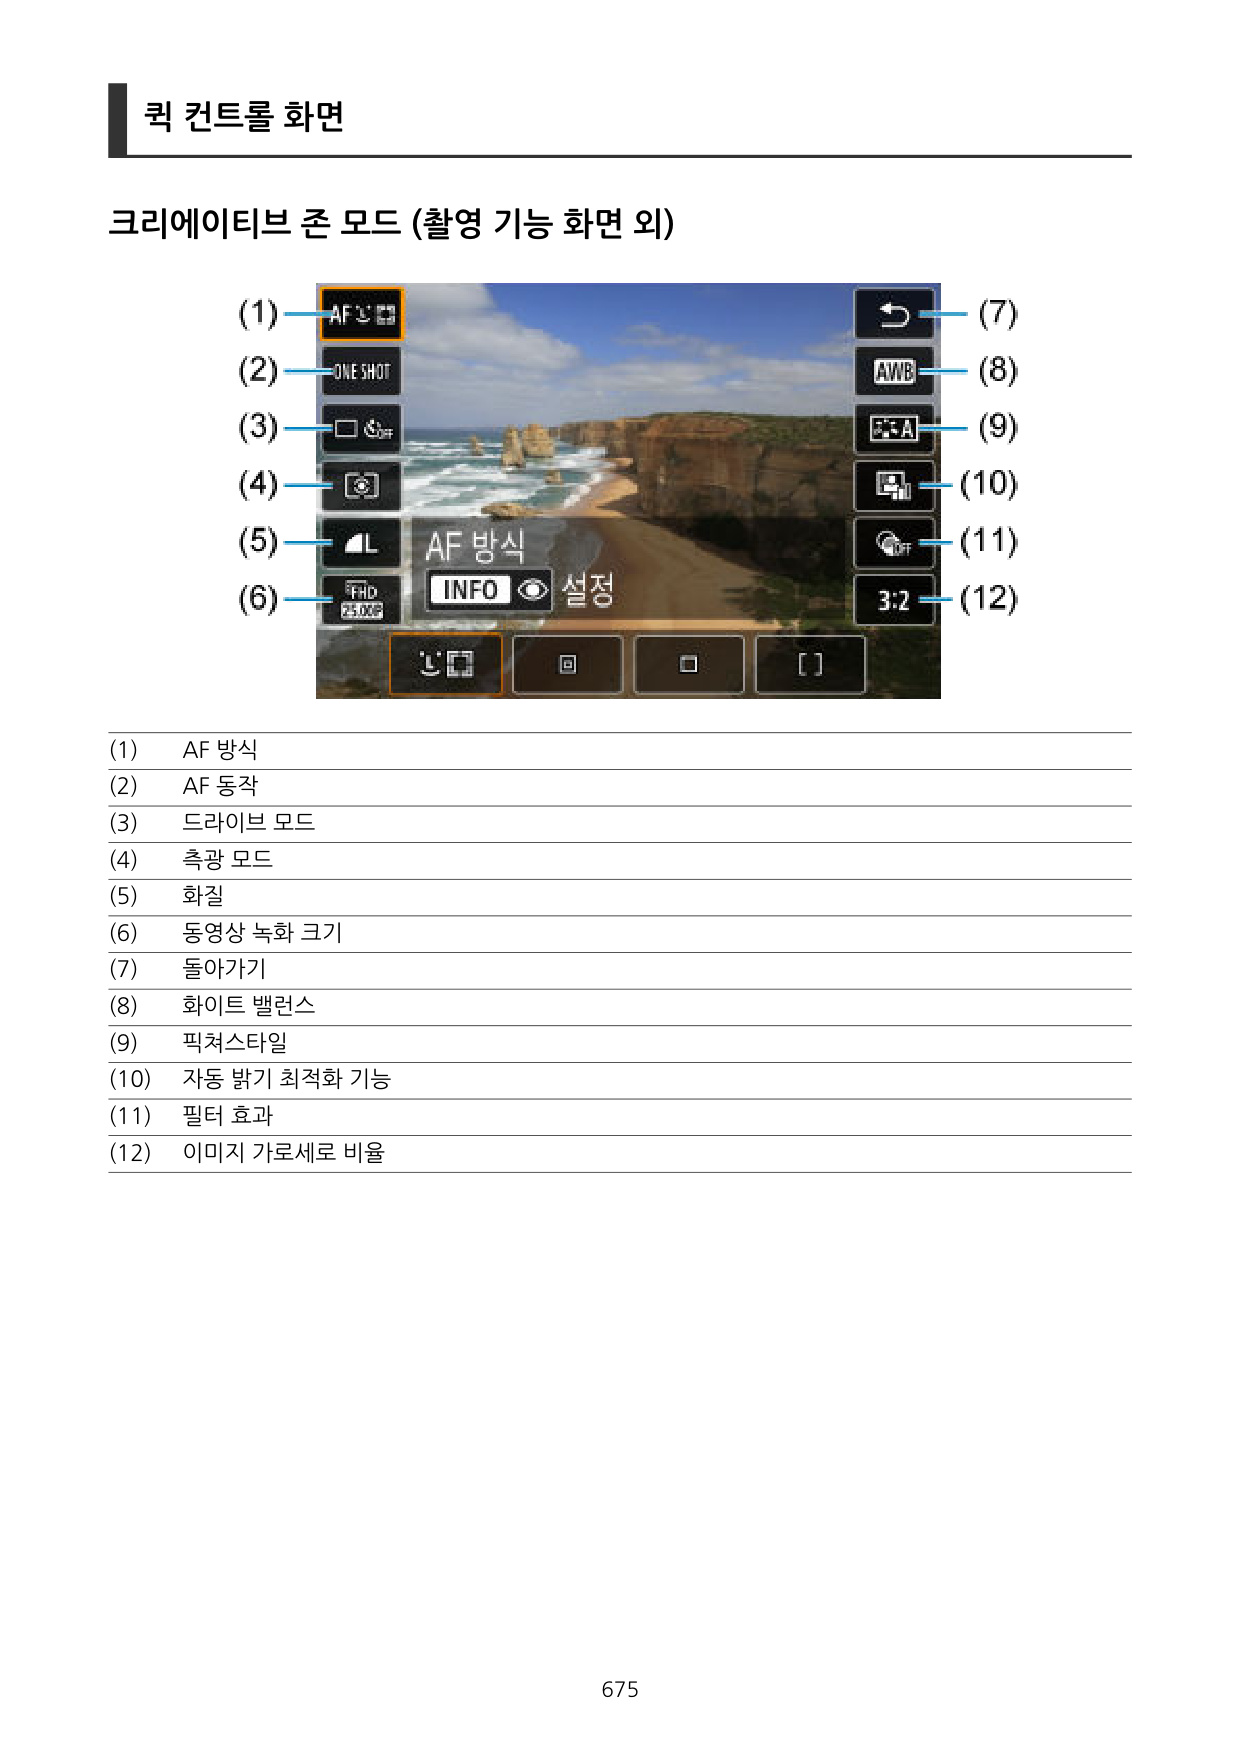 퀵 컨트롤 화면
크리에이티브 존 모드 (촬영 기능 화면 외)
(1) AF (7)
(2) ONE SHOT AWB (8)
(3) OFF A (9)
(4) (10)
(5) L AF 방식 OFF (11)
(6) FHD 25.00P INFO 설정 3:2 (12)
(1) AF 방식
(2) AF 동작
(3) 드라이브 모드
(4) 측광 모드
(5) 화질
(6) 동영상 녹화 크기
(7) 돌아가기
(8) 화이트 밸런스
(9) 픽쳐스타일
(10) 자동 밝기 최적화 기능
(11) 필터 효과
(12) 이미지 가로세로 비율
675